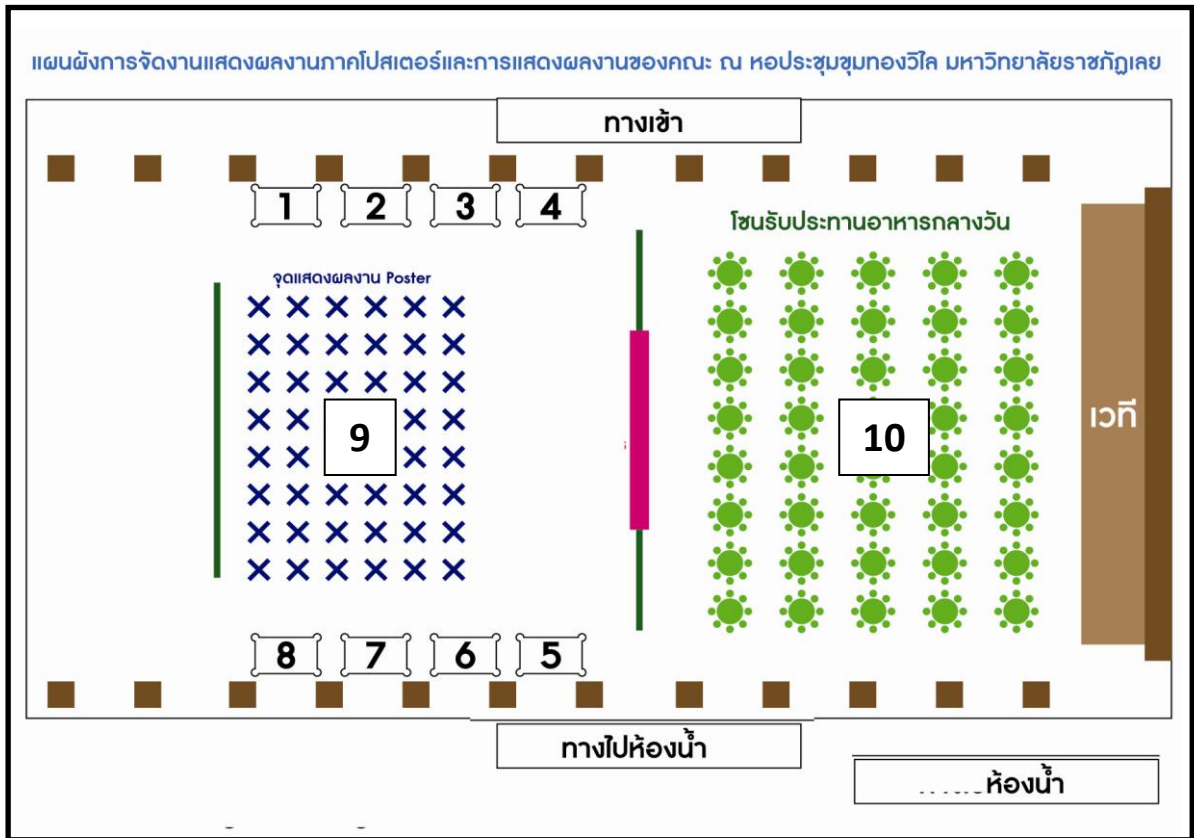 แผนผังการจัดงานแสดงผลงานภาคโปสเตอร์และการแสดงผลงานของคณะ ณ หอประชุมขุมทองวิไล มหาวิทยาลัยราชภัฏเลย
ทางเข้า
1 2 3 4
โซนรับประทานอาหารกลางวัน
จุดแสดงผลงาน Poster
9
10
เวที
8 7 6 5
ทางไปห้องน้ำ
ห้องน้ำ